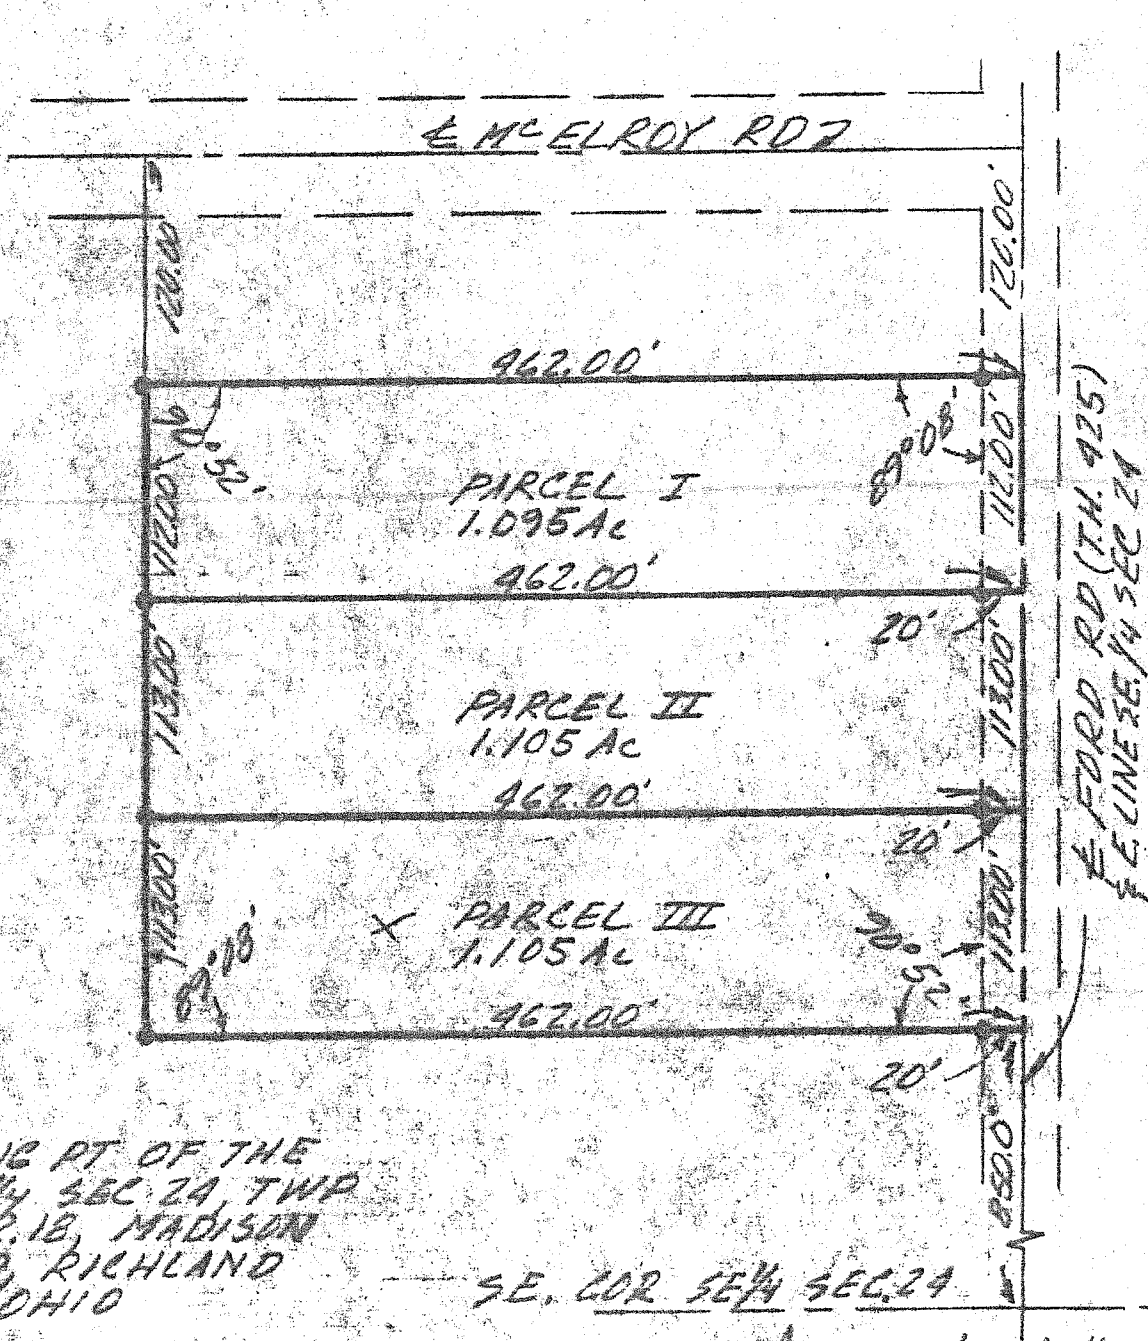 ℄ McELROY RD
120.00'
120.00'
462.00'
90°52'
89°08'
112.00'
112.00'
PARCEL I
1.095 Ac
462.00'
20'
113.00'
113.00'
PARCEL II
1.105 Ac
462.00'
20'
113.00'
113.00'
PARCEL III
1.105 Ac
89°08'
90°52'
462.00'
20'
℄ FORD RD (T.H. 425)
& E. LINE SE. 1/4 SEC 24
850.0'
PT OF THE
1/4 SEC 24, TWP
R.18, MADISON
RICHLAND
OHIO
SE. COR SE 1/4 SEC. 24